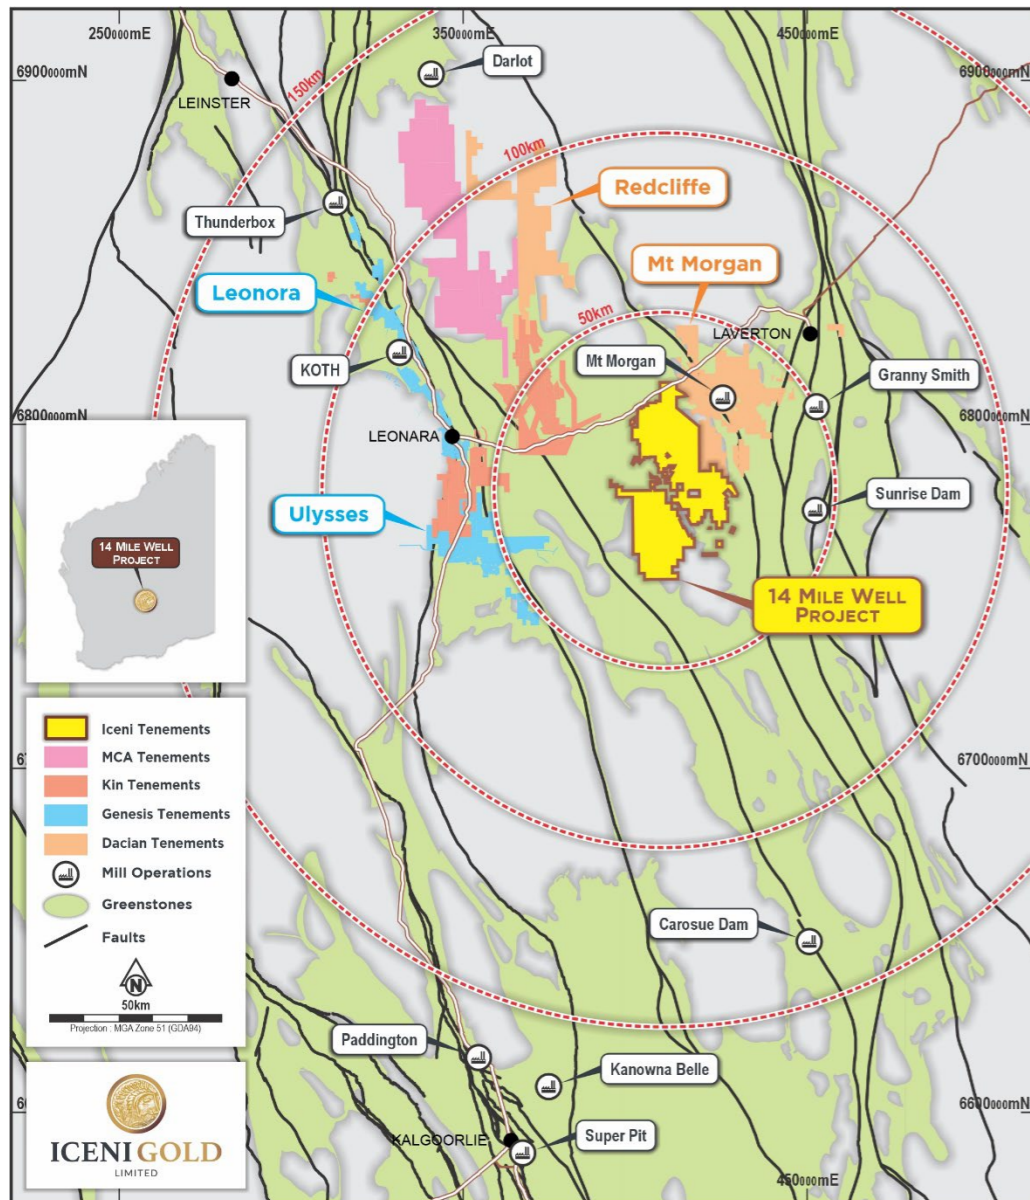 250000mE
350000mE
450000mE
6900000mN
6900000mN
Darlot
LEINSTER
150km
100km
Redcliffe
Thunderbox
Mt Morgan
Leonora
50km
LAVERTON
KOTH
Mt Morgan
Granny Smith
6800000mN
6800000mN
LEONARA
Sunrise Dam
Ulysses
14 MILE WELL
PROJECT
14 MILE WELL
PROJECT
Iceni Tenements
MCA Tenements
Kin Tenements
Genesis Tenements
Dacian Tenements
Mill Operations
Greenstones
Faults
N
50km
Projection : MGA Zone 51 (GDA94)
6700000mN
Carosue Dam
Paddington
Kanowna Belle
6600000mN
KALGOORLIE
Super Pit
450000mE
ICENI GOLD
LIMITED